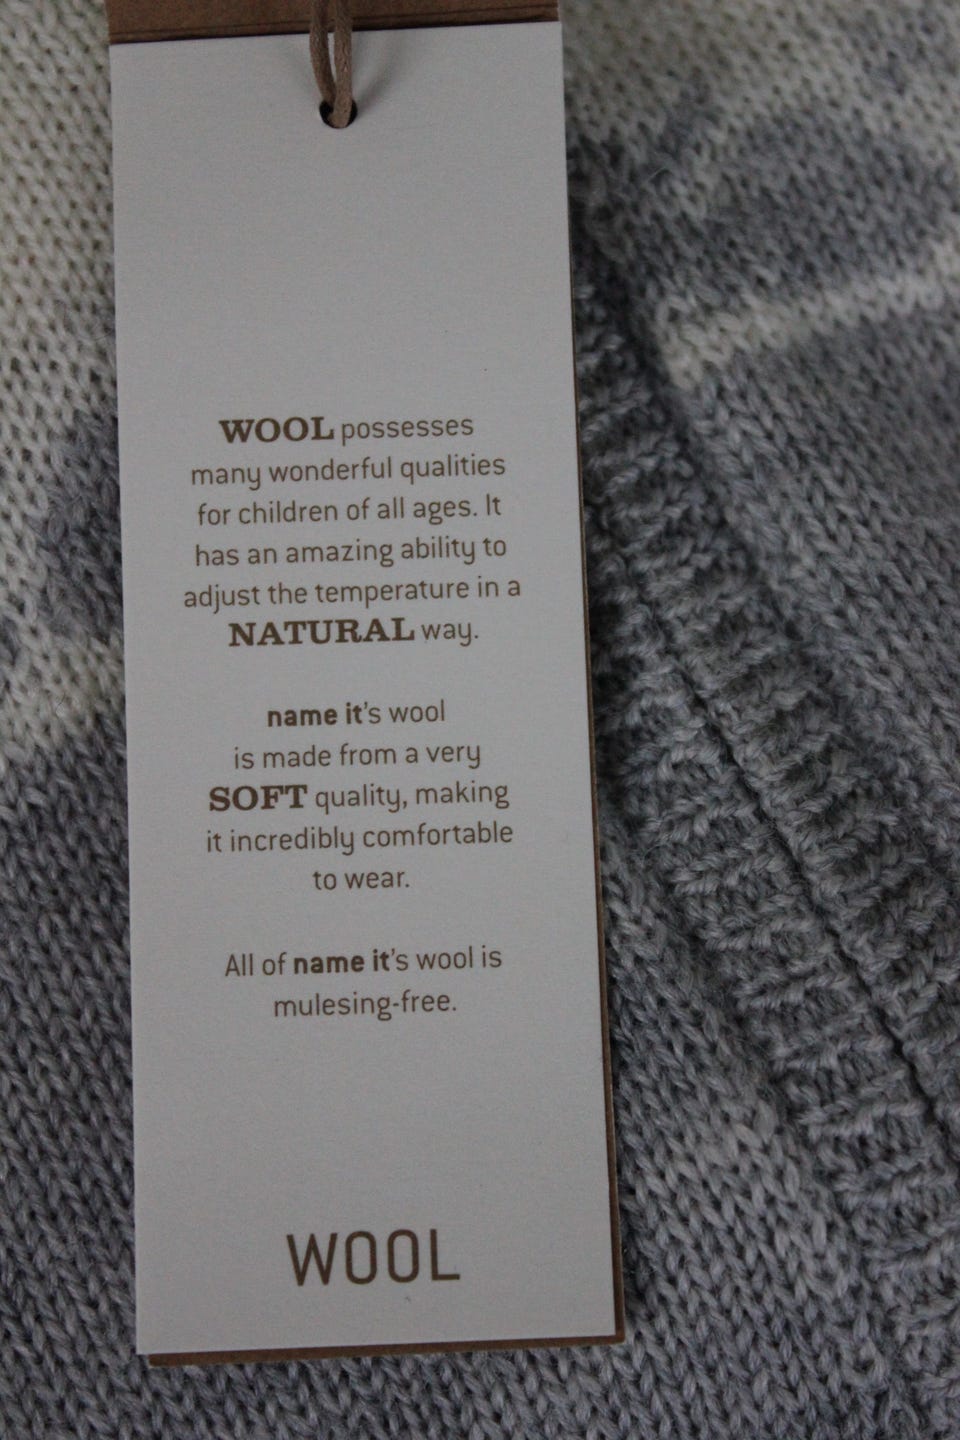 WOOL possesses
many wonderful qualities
for children of all ages. It
has an amazing ability to
adjust the temperature in a
NATURAL way.
name it's wool
is made from a very
SOFT quality, making
it incredibly comfortable
to wear.
All of name it's wool is
mulesing-free.
WOOL